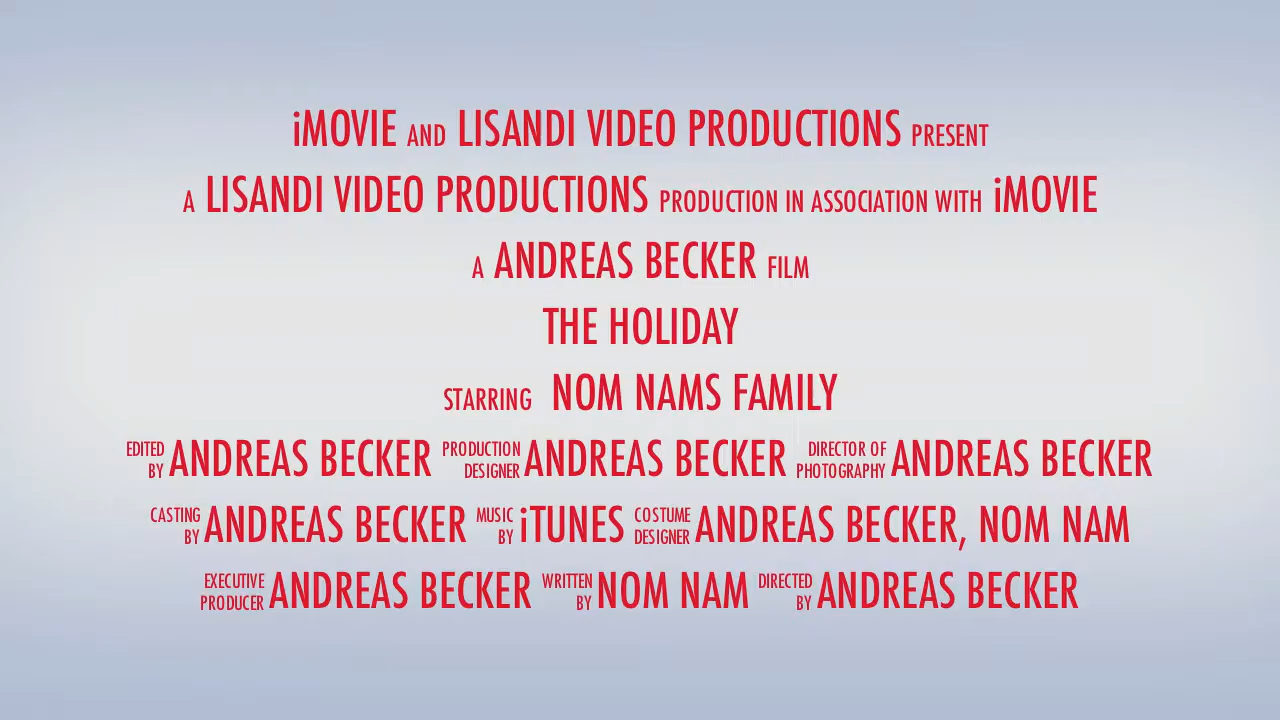 iMOVIE AND LISANDI VIDEO PRODUCTIONS PRESENT
A LISANDI VIDEO PRODUCTIONS PRODUCTION IN ASSOCIATION WITH iMOVIE
A ANDREAS BECKER FILM
THE HOLIDAY
STARRING NOM NAMS FAMILY
EDITED BY ANDREAS BECKER PRODUCTION DESIGNER ANDREAS BECKER DIRECTOR OF PHOTOGRAPHY ANDREAS BECKER
CASTING BY ANDREAS BECKER MUSIC BY iTUNES COSTUME DESIGNER ANDREAS BECKER, NOM NAM
EXECUTIVE PRODUCER ANDREAS BECKER WRITTEN BY NOM NAM DIRECTED BY ANDREAS BECKER